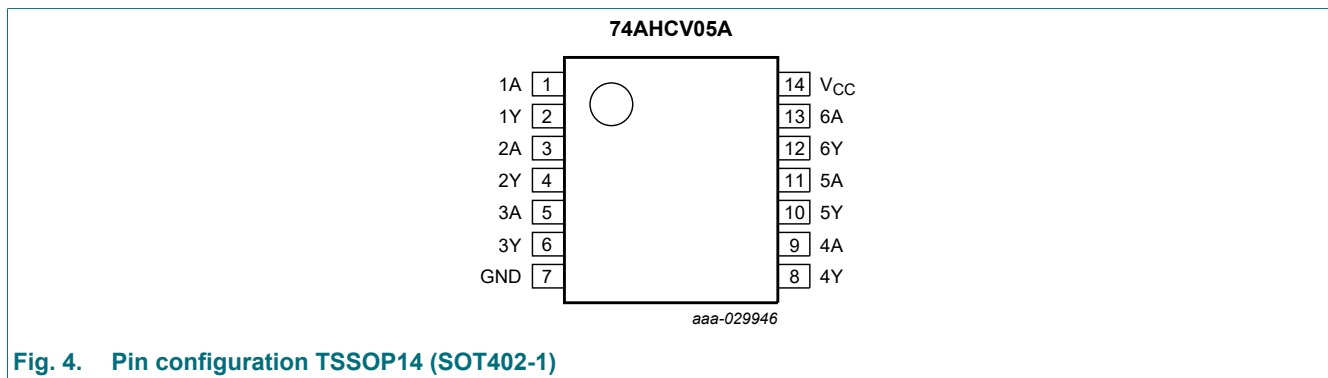 74AHCV05A
1A 1 14 VCC
1Y 2 13 6A
2A 3 12 6Y
2Y 4 11 5A
3A 5 10 5Y
3Y 6 9 4A
GND 7 8 4Y
aaa-029946
Fig. 4. Pin configuration TSSOP14 (SOT402-1)